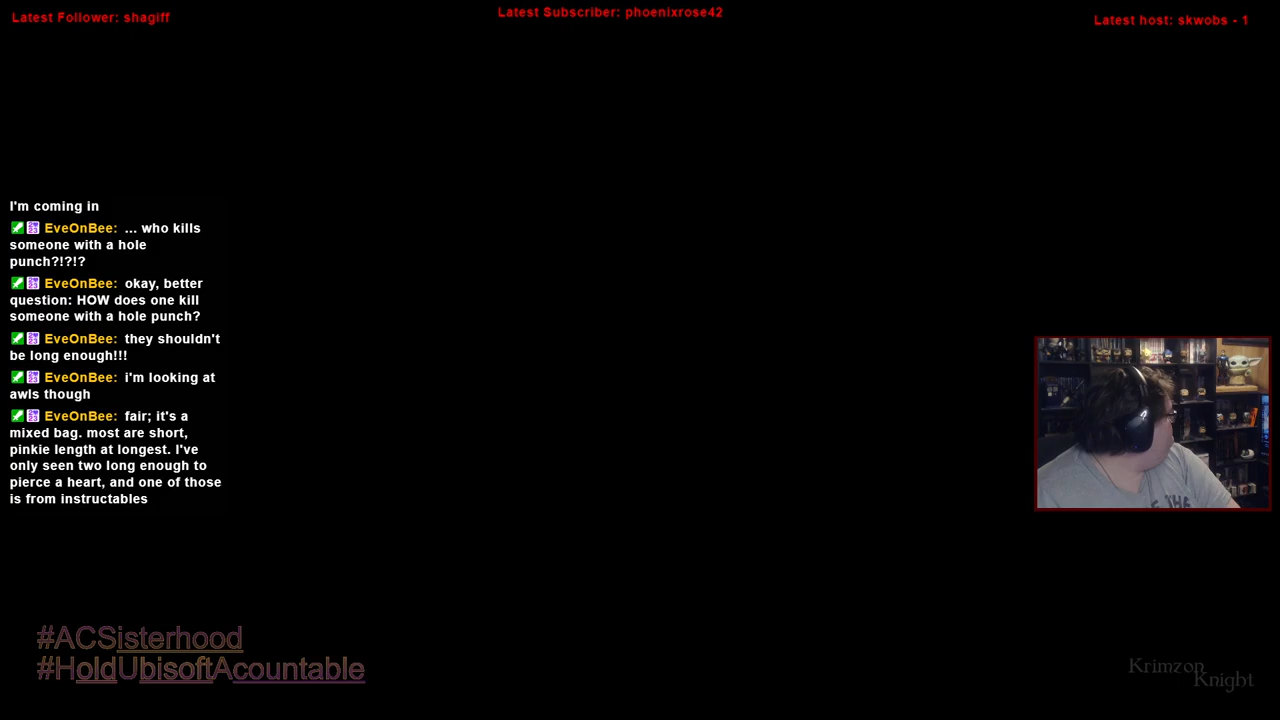 Latest Follower: shagiff
Latest Subscriber: phoenixrose42
Latest host: skwobs - 1
I'm coming in
EveOnBee: ... who kills
someone with a hole
punch?!?!?
EveOnBee: okay, better
question: HOW does one kill
someone with a hole punch?
EveOnBee: they shouldn't
be long enough!!!
EveOnBee: i'm looking at
awls though
EveOnBee: fair; it's a
mixed bag. most are short,
pinkie length at longest. I've
only seen two long enough to
pierce a heart, and one of those
is from instructables
#ACSisterhood
#HoldUbisoftAcountable
Krimzon
Knight